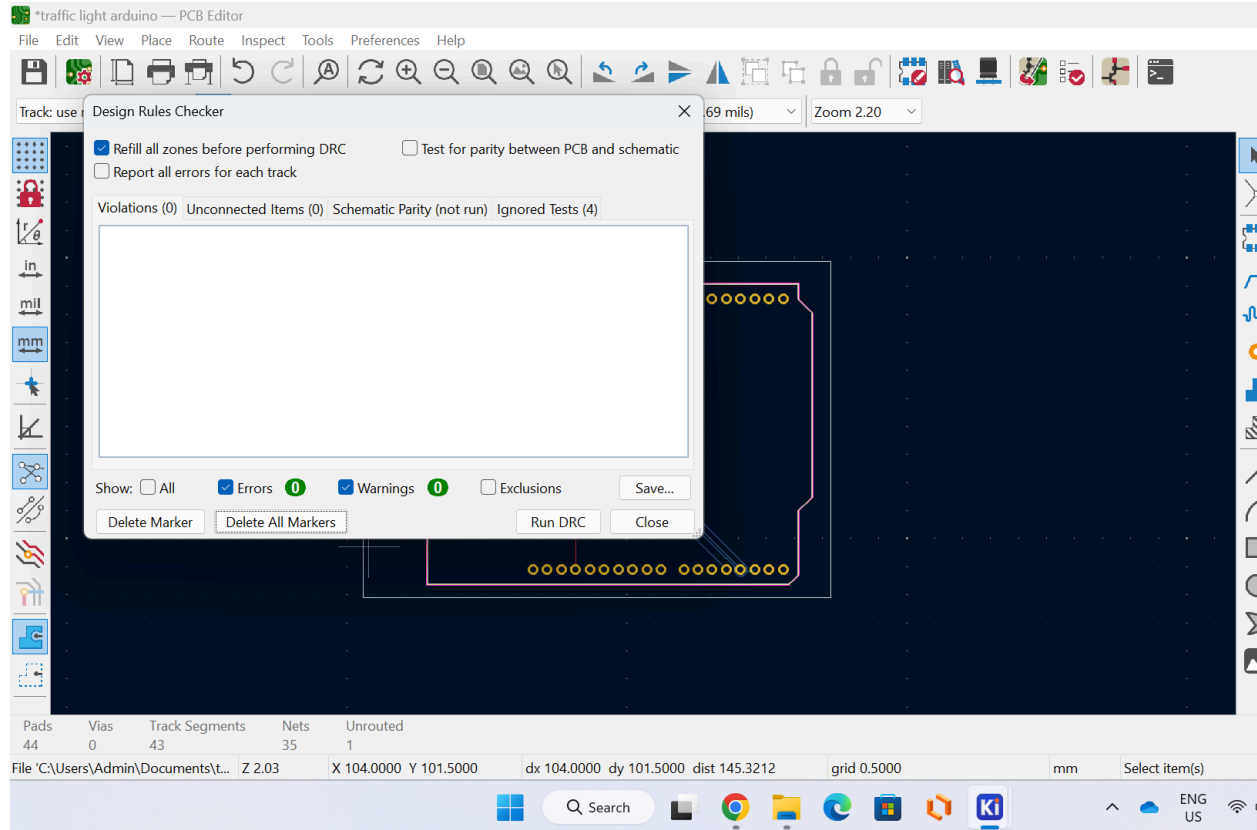 *traffic light arduino — PCB Editor
File Edit View Place Route Inspect Tools Preferences Help
Track: use
.69 mils)
Zoom 2.20
Design Rules Checker
Refill all zones before performing DRC
Test for parity between PCB and schematic
Report all errors for each track
Violations (0) Unconnected Items (0) Schematic Parity (not run) Ignored Tests (4)
in
mil
mm
Show: All Errors 0 Warnings 0 Exclusions Save...
Delete Marker Delete All Markers Run DRC Close
Pads Vias Track Segments Nets Unrouted
44 0 43 35 1
File 'C:\Users\Admin\Documents\t... Z 2.03 X 104.0000 Y 101.5000 dx 104.0000 dy 101.5000 dist 145.3212 grid 0.5000 mm Select item(s)
Search
Ki
ENG
US